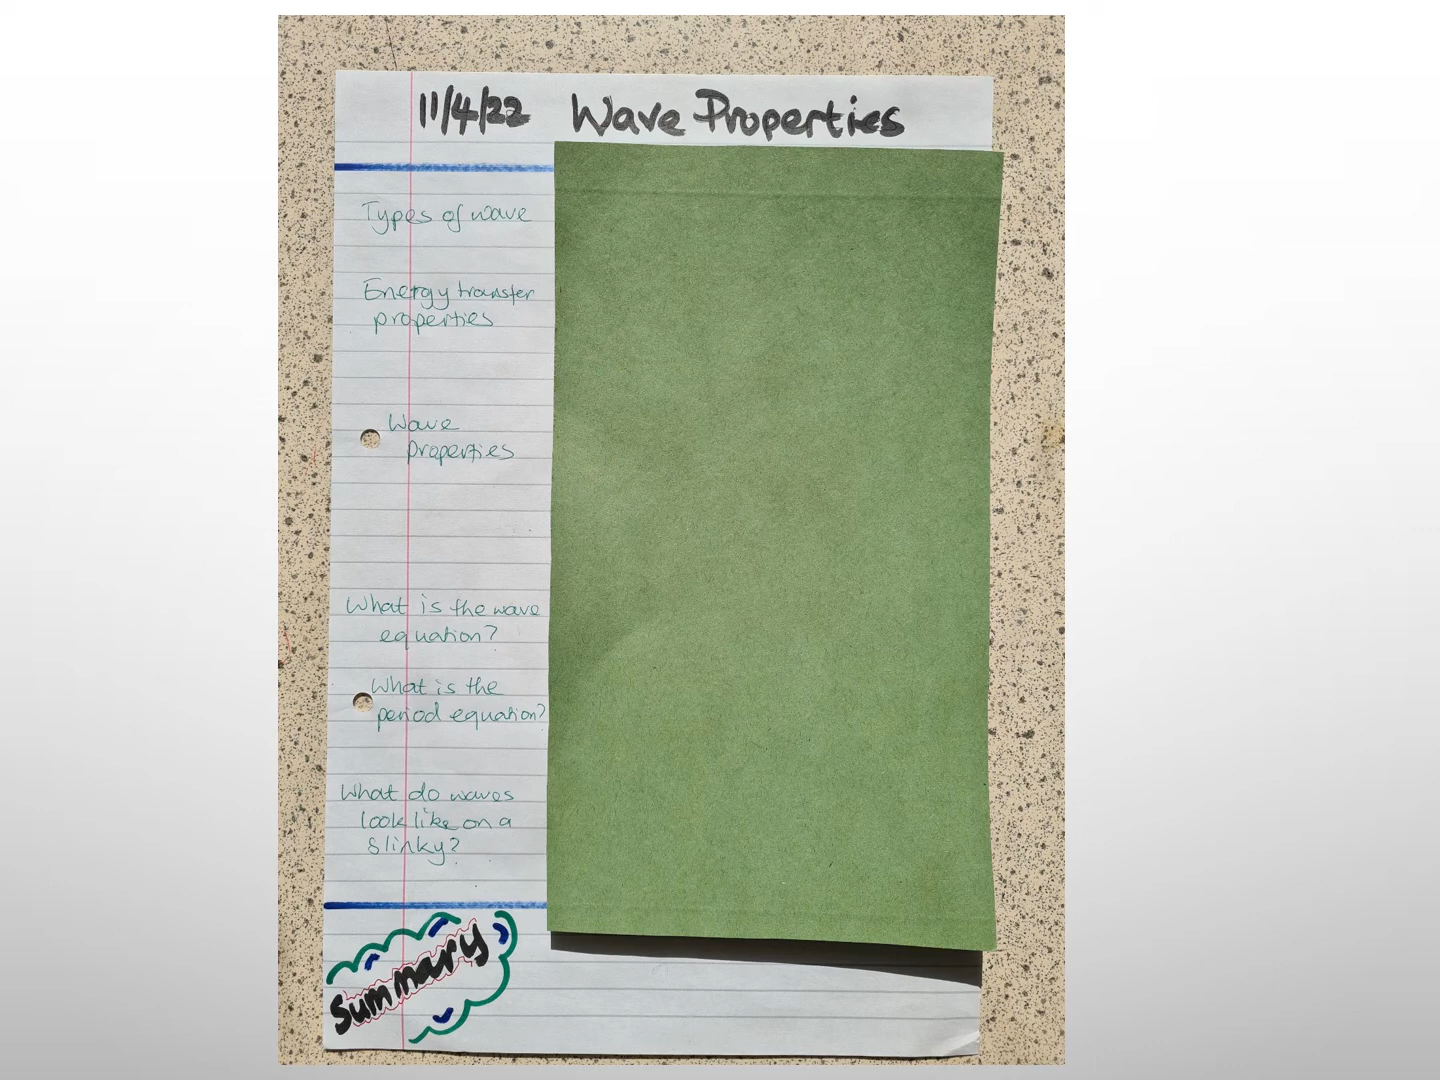 11/4/22 Wave Properties
Types of wave
Energy transfer
properties
Wave
properties
What is the wave
equation?
What is the
period equation?
What do waves
look like on a
slinky?
Summary